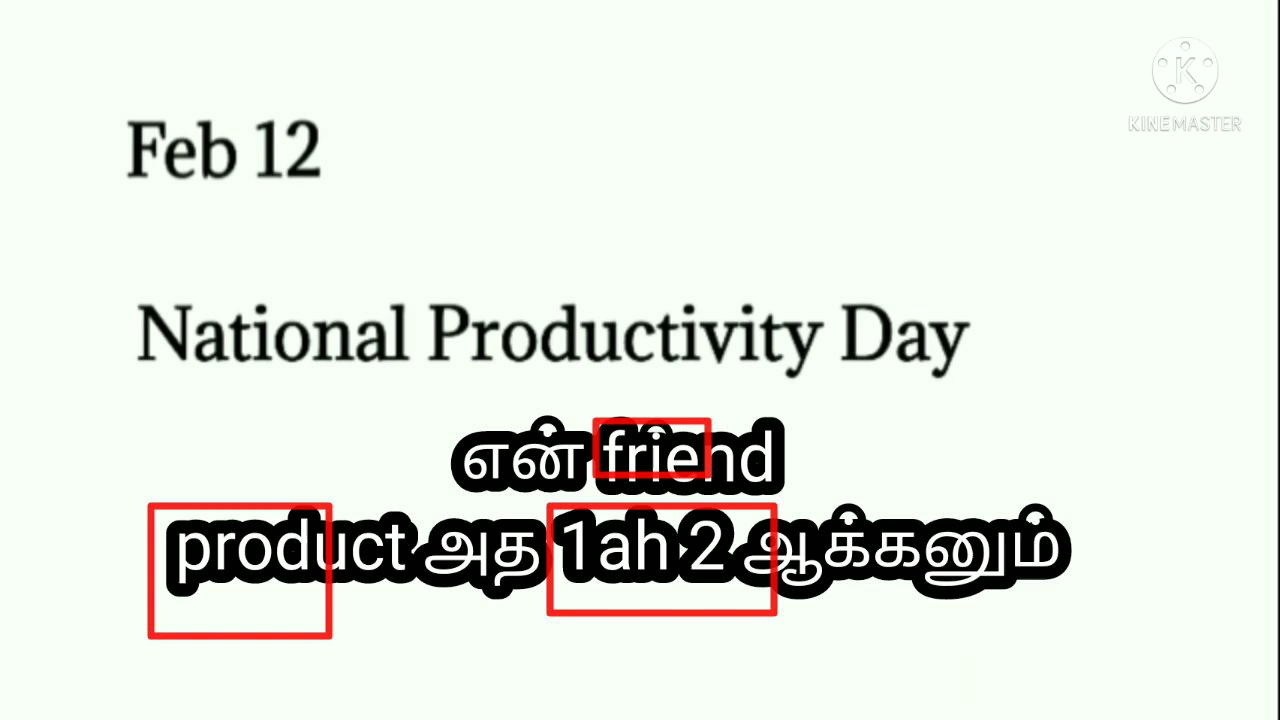 KINEMASTER
Feb 12
National Productivity Day
என் friend
product அத 1ah 2 ஆக்கனும்